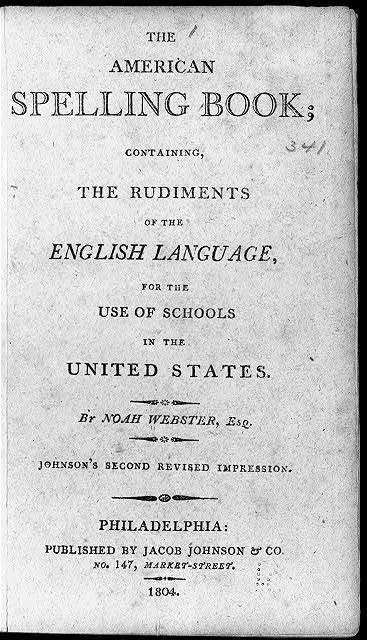 THE 1
AMERICAN
SPELLING BOOK;
CONTAINING,
341
THE RUDIMENTS
OF THE
ENGLISH LANGUAGE,
FOR THE
USE OF SCHOOLS
IN THE
UNITED STATES.
By NOAH WEBSTER, Esq.
JOHNSON'S SECOND REVISED IMPRESSION.
PHILADELPHIA:
PUBLISHED BY JACOB JOHNSON & CO.
NO. 147, MARKET-STREET.
1804.